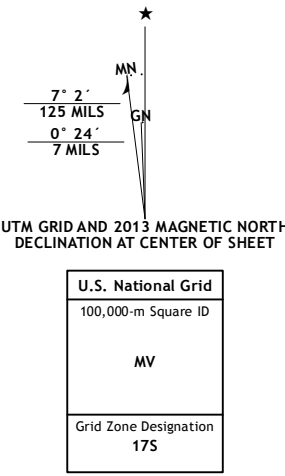 ★
MN
7° 2´
125 MILS
GN
0° 24´
7 MILS
UTM GRID AND 2013 MAGNETIC NORTH
DECLINATION AT CENTER OF SHEET
U.S. National Grid
100,000-m Square ID
MV
Grid Zone Designation
17S